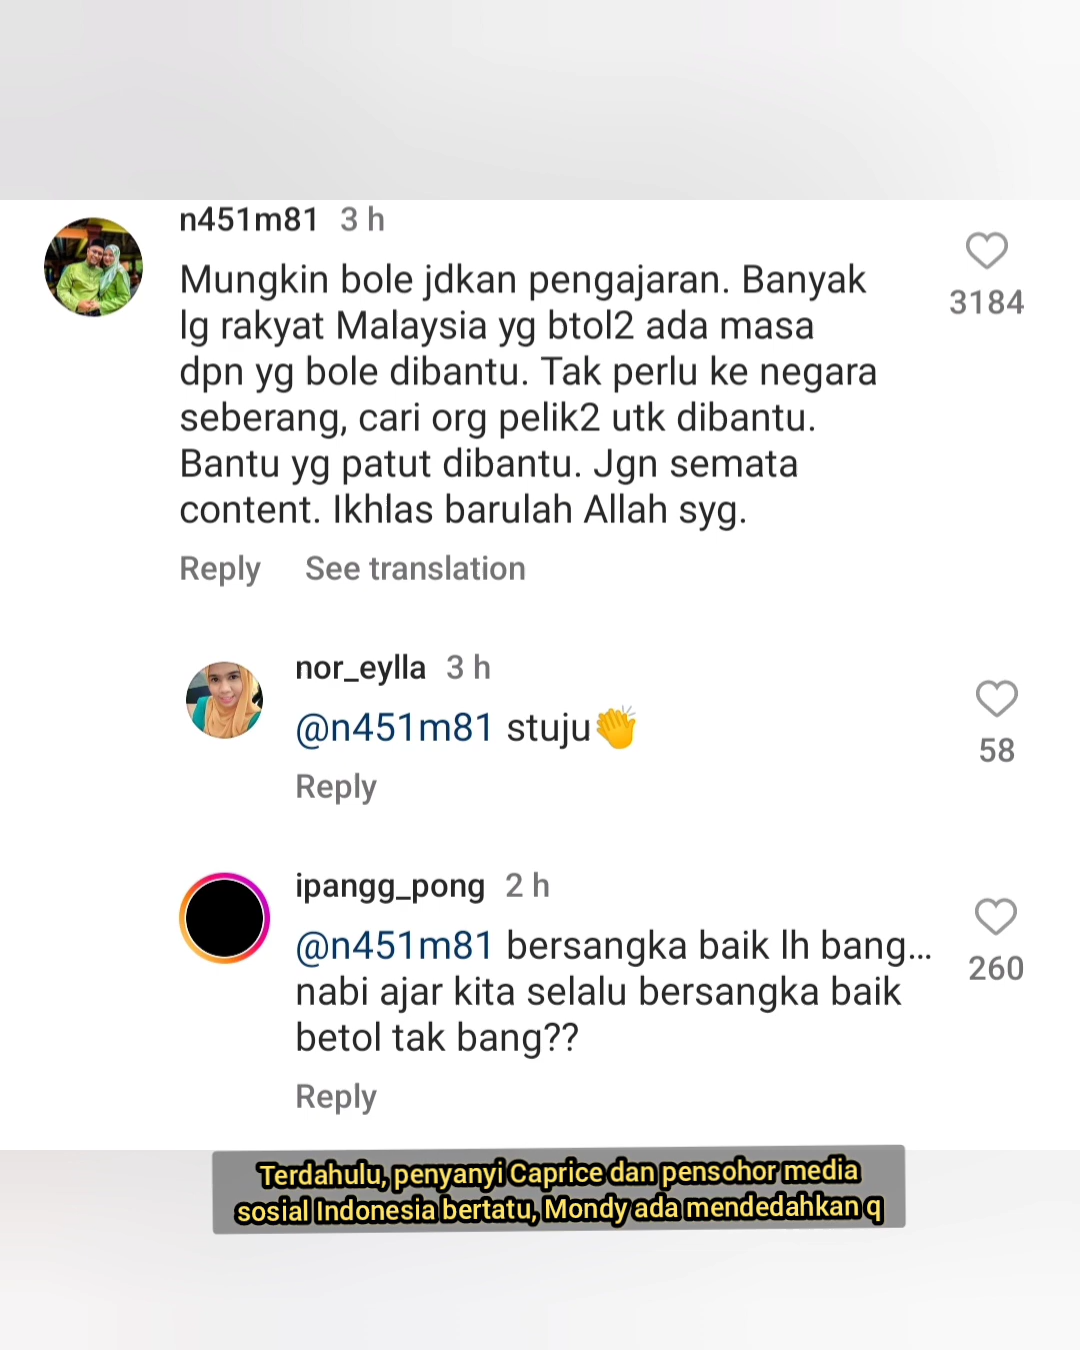 n451m81 3 h
Mungkin bole jdkan pengajaran. Banyak
lg rakyat Malaysia yg btol2 ada masa
dpn yg bole dibantu. Tak perlu ke negara
seberang, cari org pelik2 utk dibantu.
Bantu yg patut dibantu. Jgn semata
content. Ikhlas barulah Allah syg.
3184
Reply See translation
nor_eylla 3 h
@n451m81 stuju👏
58
Reply
ipangg_pong 2 h
@n451m81 bersangka baik lh bang...
nabi ajar kita selalu bersangka baik
betol tak bang??
260
Reply
Terdahulu, penyanyi Caprice dan pensohor media
sosial Indonesia bertatu, Mondy ada mendedahkan q